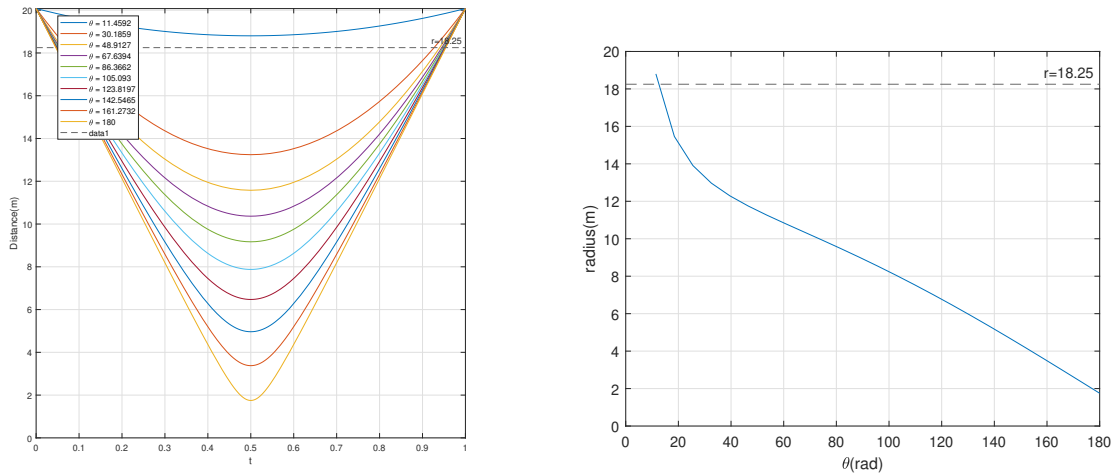 20
18
16
14
12
10
8
6
4
2
0
Distance(m)
0
0.1
0.2
0.3
0.4
0.5
0.6
0.7
0.8
0.9
1
t
r=18.25
θ = 11.4592
θ = 30.1859
θ = 48.9127
θ = 67.6394
θ = 86.3662
θ = 105.093
θ = 123.8197
θ = 142.5465
θ = 161.2732
θ = 180
data1
20
18
16
14
12
10
8
6
4
2
0
radius(m)
r=18.25
0
20
40
60
80
100
120
140
160
180
θ(rad)